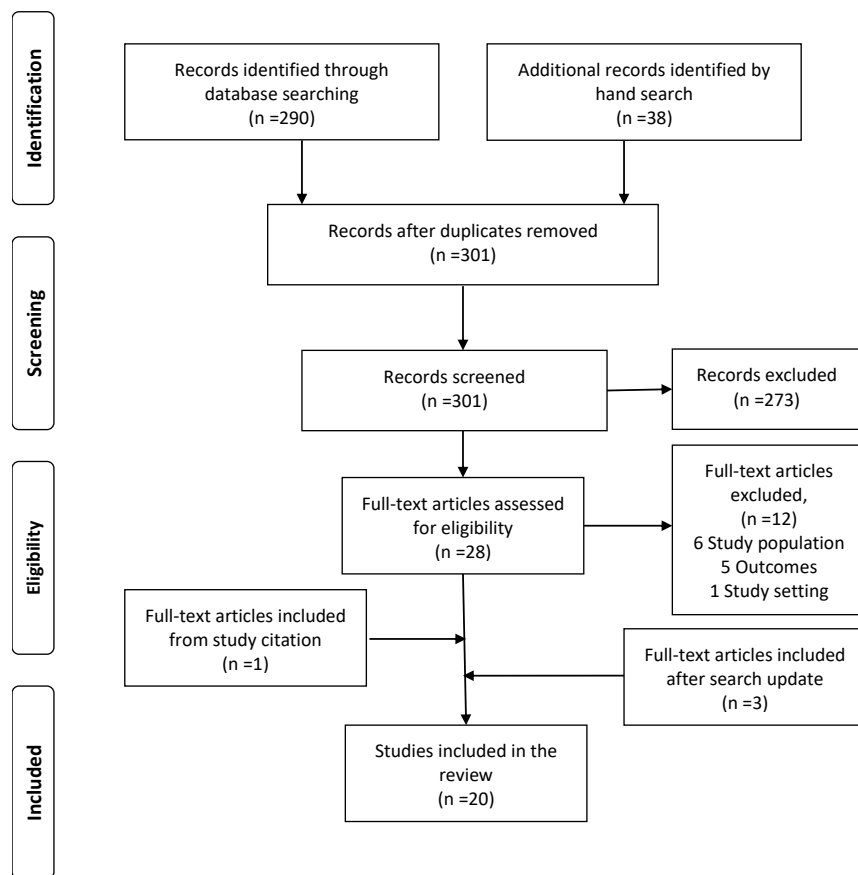 Identification
Records identified through
database searching
(n =290)
Additional records identified by
hand search
(n =38)
Records after duplicates removed
(n =301)
Screening
Records screened
(n =301)
Records excluded
(n =273)
Eligibility
Full-text articles assessed
for eligibility
(n =28)
Full-text articles
excluded,
(n =12)
6 Study population
5 Outcomes
1 Study setting
Full-text articles included
from study citation
(n =1)
Full-text articles included
after search update
(n =3)
Included
Studies included in the
review
(n =20)